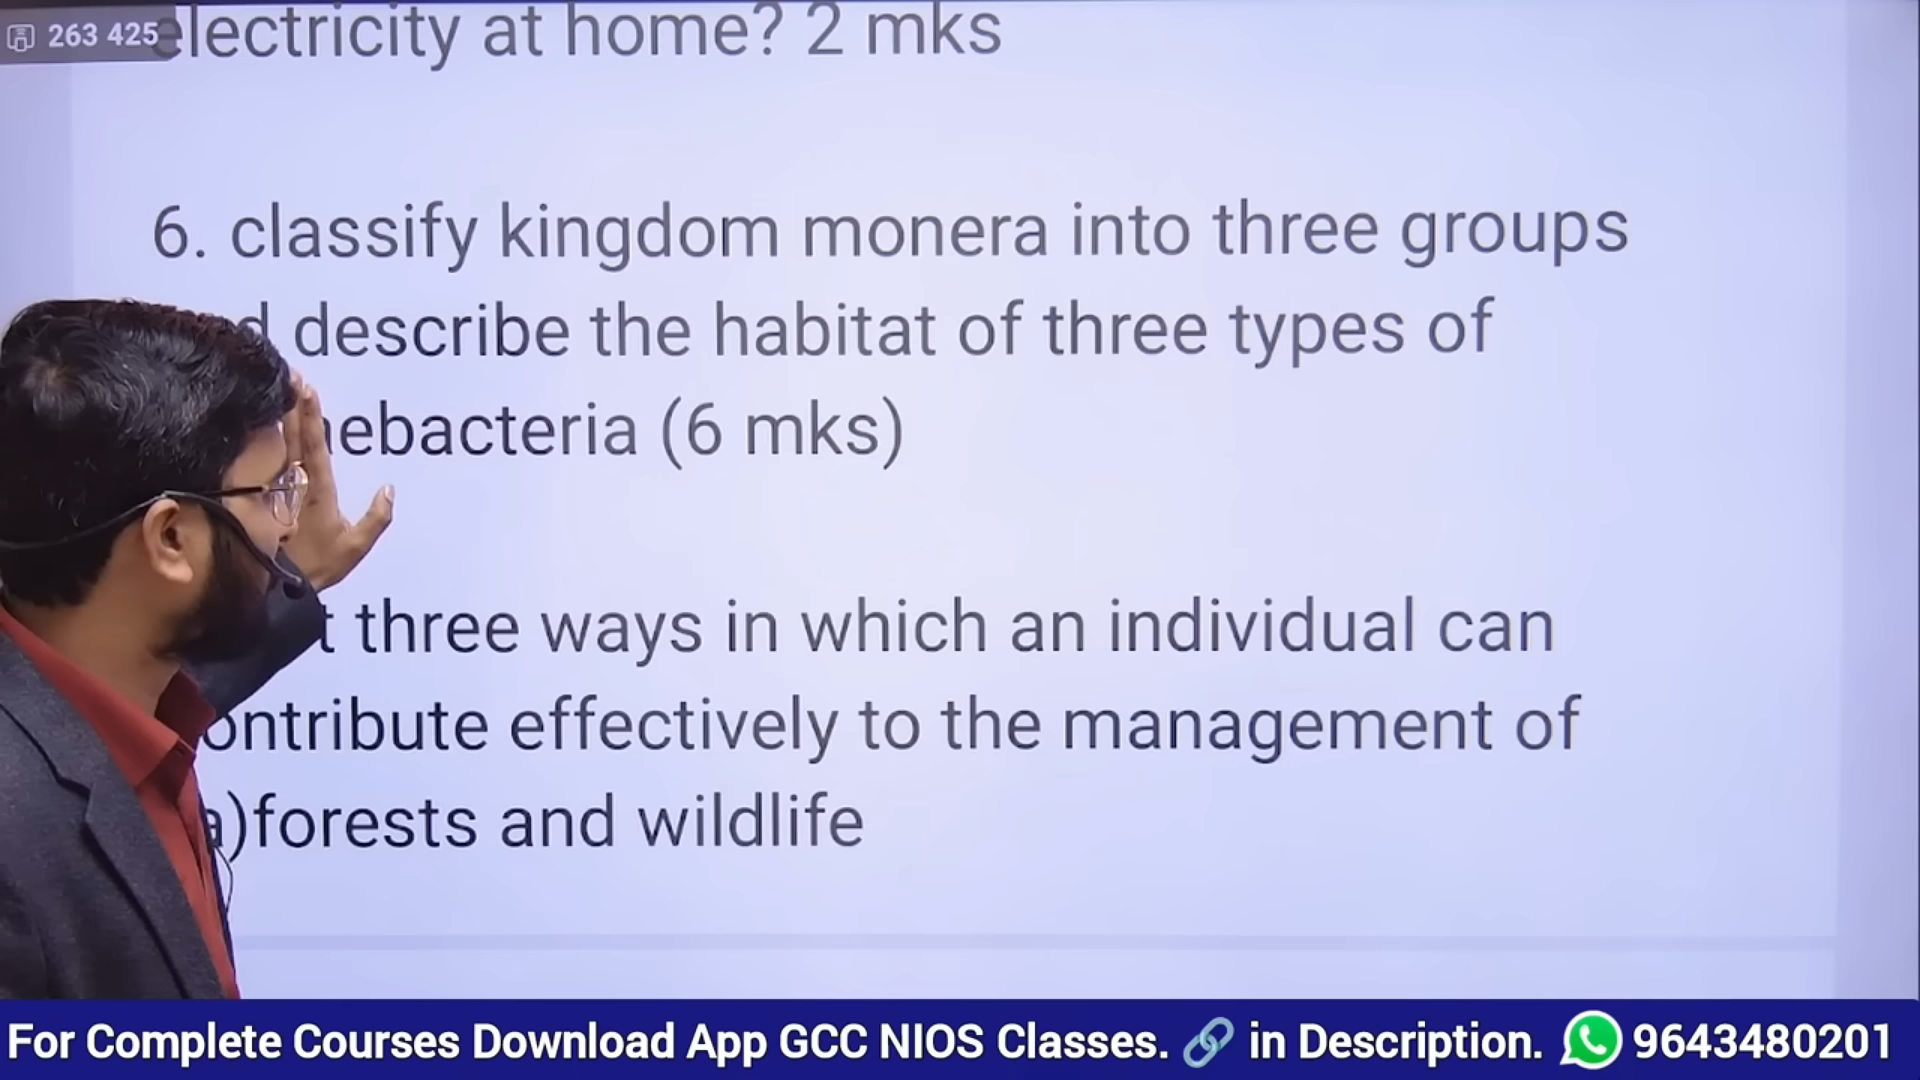 263 425
electricity at home? 2 mks
6. classify kingdom monera into three groups
describe the habitat of three types of
(6 mks)
three ways in which an individual can
contribute effectively to the management of
a)forests and wildlife
For Complete Courses Download App GCC NIOS Classes. 🔗 in Description. 9643480201